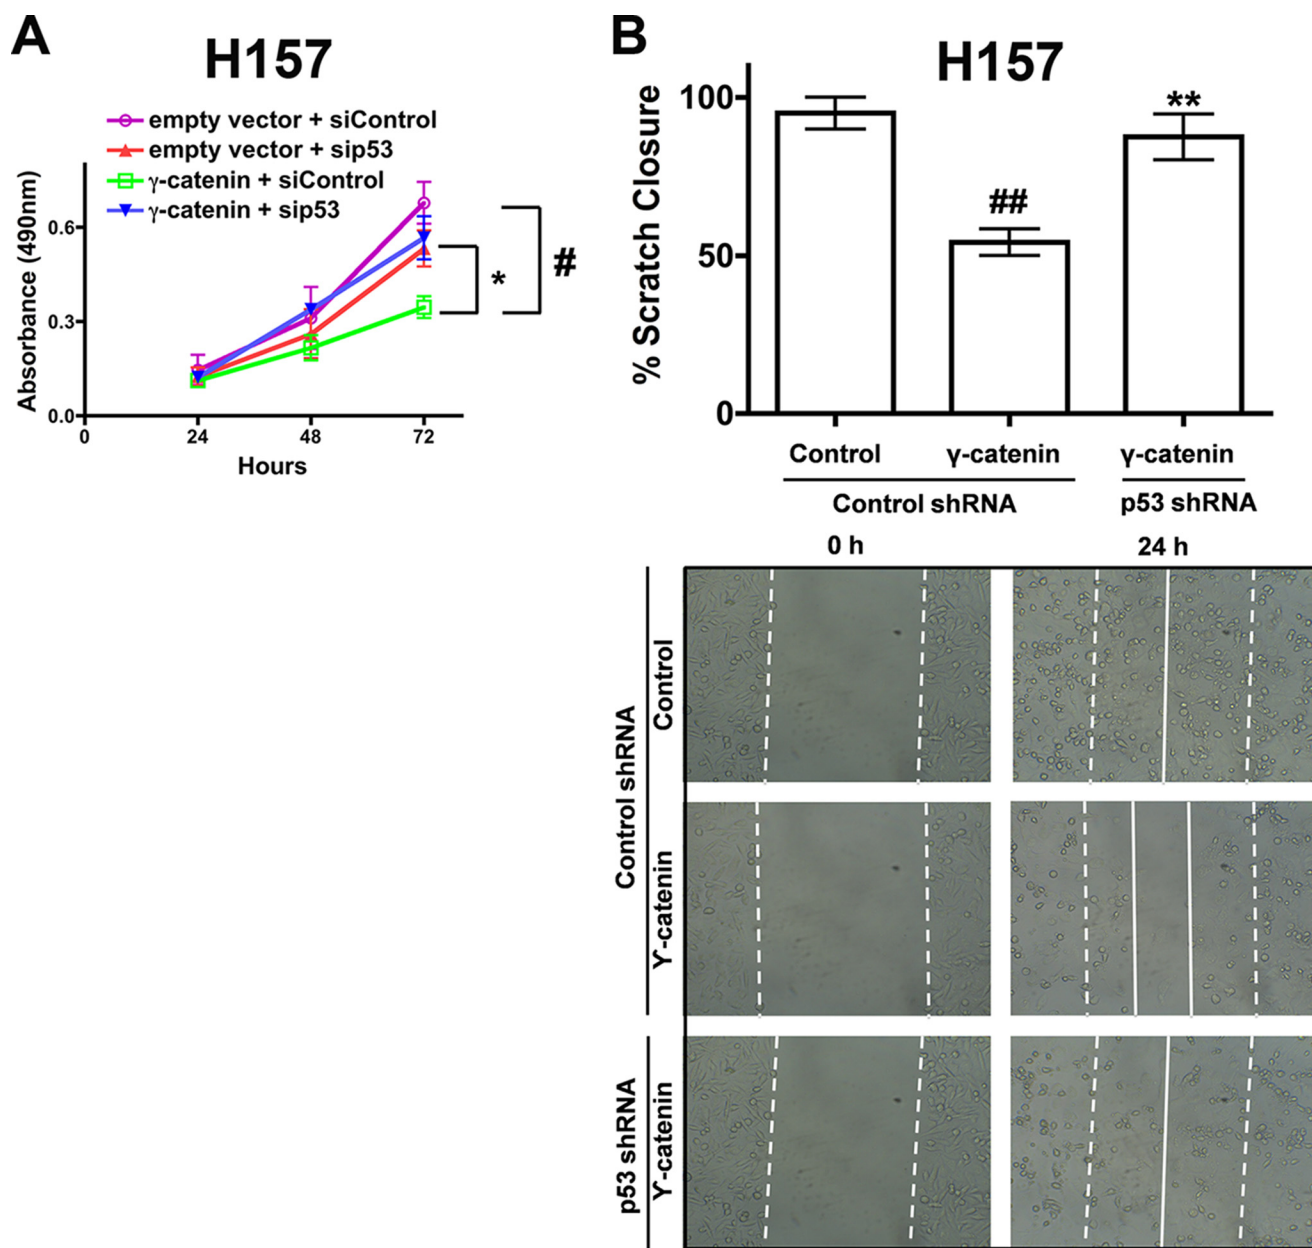 A
H157
empty vector + siControl
empty vector + sip53
γ-catenin + siControl
γ-catenin + sip53
Absorbance (490nm)
0.6
0.3
0.0
0
24
48
72
Hours
*
#
B
H157
% Scratch Closure
100
50
0
##
**
Control
γ-catenin
γ-catenin
Control shRNA
p53 shRNA
0 h
24 h
Control shRNA
Control
ϒ-catenin
p53 shRNA
ϒ-catenin